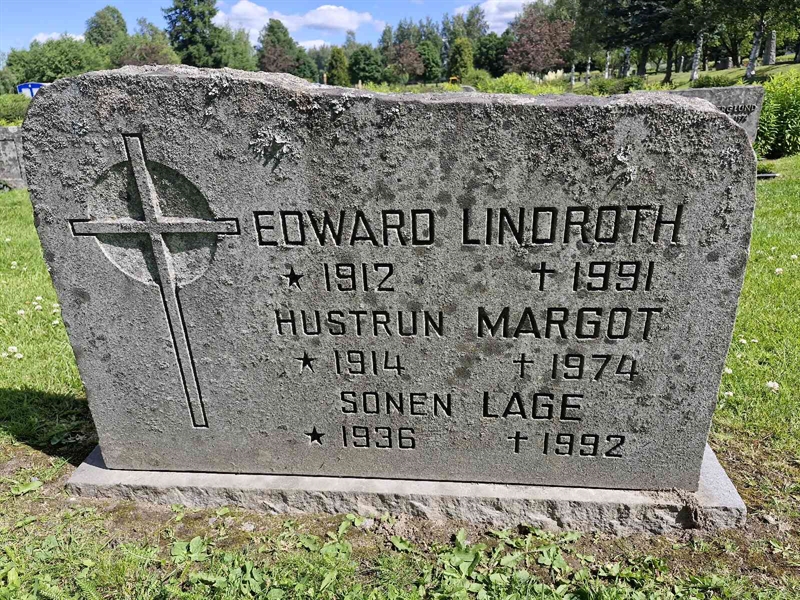 EDWARD LINDROTH
★ 1912 † 1991
HUSTRUN MARGOT
★ 1914 † 1974
SONEN LAGE
★ 1936 † 1992